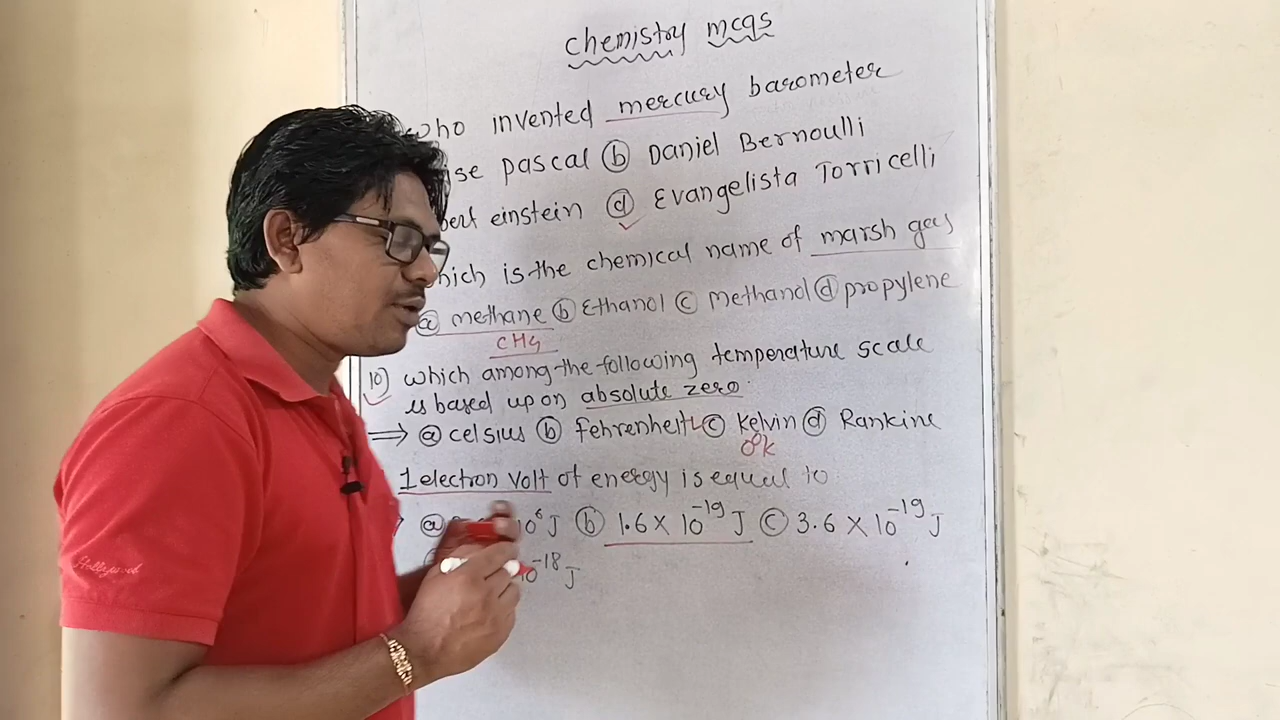 chemistry mcqs
who invented mercury barometer
ise pascal ⓑ Daniel Bernoulli
bert einstein ⓓ Evangelista Torricelli
hich is the chemical name of marsh gas
ⓐ methane ⓑ Ethanol ⓒ methanol ⓓ propylene
CH4
10) which among the following temperature scale
is based upon absolute zero.
⇒ ⓐ celsius ⓑ fehrenheit ⓒ kelvin ⓓ Rankine
0°k
1 electron volt of energy is equal to
ⓐ 10⁶ J ⓑ 1.6 × 10⁻¹⁹ J ⓒ 3.6 × 10⁻¹⁹ J
10⁻¹⁸ J
Hollywood